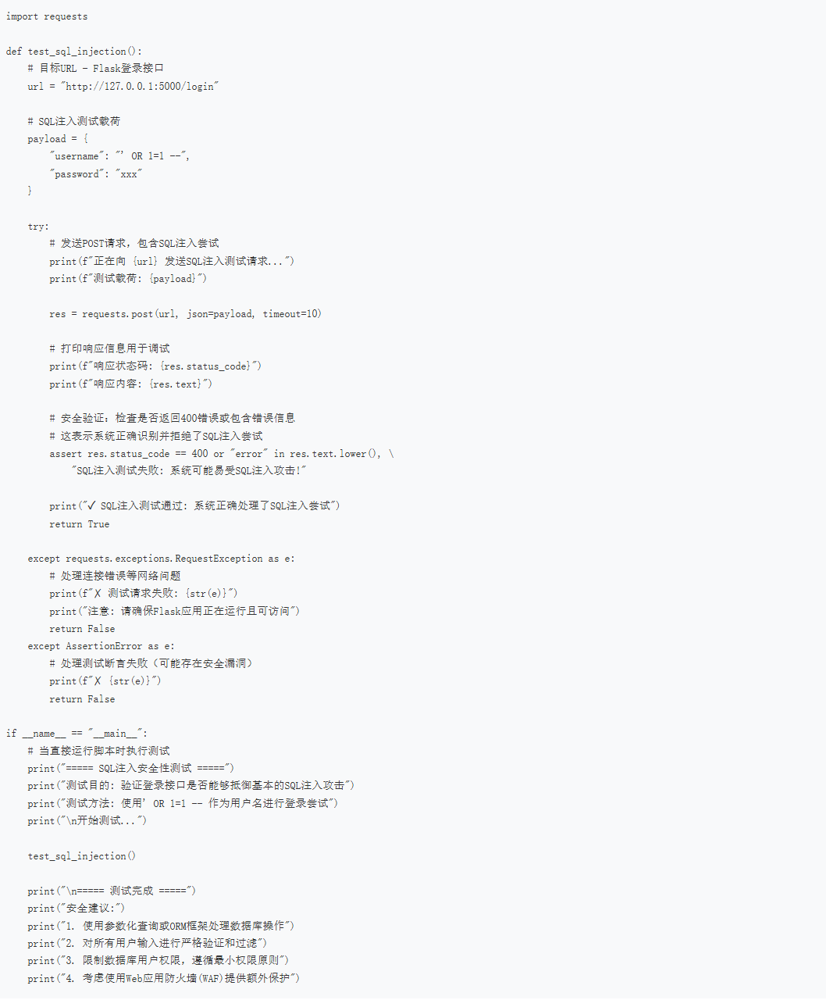 import requests
def test_sql_injection():
    # 目标URL - Flask登录接口
    url = "http://127.0.0.1:5000/login"
    # SQL注入测试载荷
    payload = {
        "username": "' OR 1=1 --",
        "password": "xxx"
    }
    try:
        # 发送POST请求，包含SQL注入尝试
        print(f"正在向 {url} 发送SQL注入测试请求...")
        print(f"测试载荷: {payload}")
        res = requests.post(url, json=payload, timeout=10)
        # 打印响应信息用于调试
        print(f"响应状态码: {res.status_code}")
        print(f"响应内容: {res.text}")
        # 安全验证：检查是否返回400错误或包含错误信息
        # 这表示系统正确识别并拒绝了SQL注入尝试
        assert res.status_code == 400 or "error" in res.text.lower(), \
            "SQL注入测试失败: 系统可能易受SQL注入攻击!"
        print("✓ SQL注入测试通过: 系统正确处理了SQL注入尝试")
        return True
    except requests.exceptions.RequestException as e:
        # 处理连接错误等网络问题
        print(f"✗ 测试请求失败: {str(e)}")
        print("注意: 请确保Flask应用正在运行且可访问")
        return False
    except AssertionError as e:
        # 处理测试断言失败（可能存在安全漏洞）
        print(f"✗ {str(e)}")
        return False
if __name__ == "__main__":
    # 当直接运行脚本时执行测试
    print("===== SQL注入安全性测试 =====")
    print("测试目的: 验证登录接口是否能够抵御基本的SQL注入攻击")
    print("测试方法: 使用' OR 1=1 -- 作为用户名进行登录尝试")
    print("\n开始测试...")
    test_sql_injection()
    print("\n===== 测试完成 =====")
    print("安全建议:")
    print("1. 使用参数化查询或ORM框架处理数据库操作")
    print("2. 对所有用户输入进行严格验证和过滤")
    print("3. 限制数据库用户权限，遵循最小权限原则")
    print("4. 考虑使用Web应用防火墙(WAF)提供额外保护")